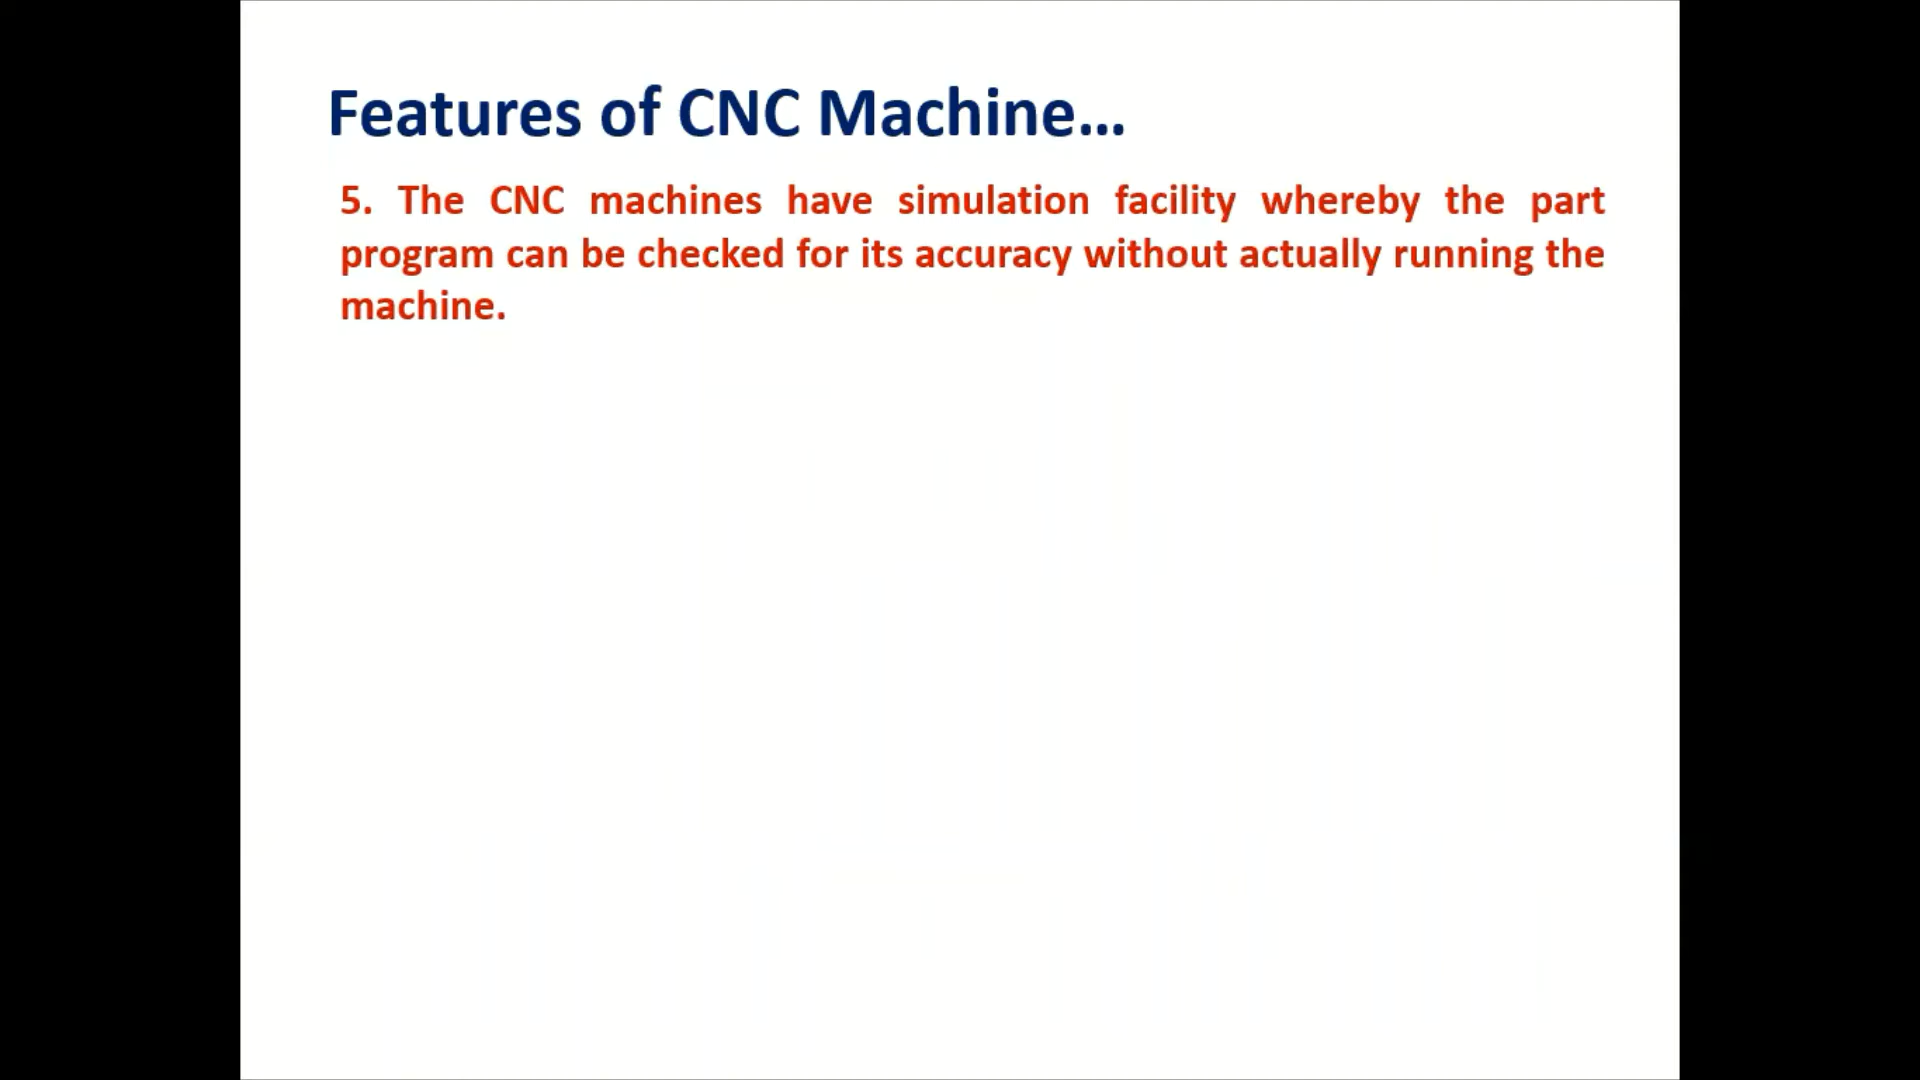 Features of CNC Machine...
5. The CNC machines have simulation facility whereby the part
program can be checked for its accuracy without actually running the
machine.